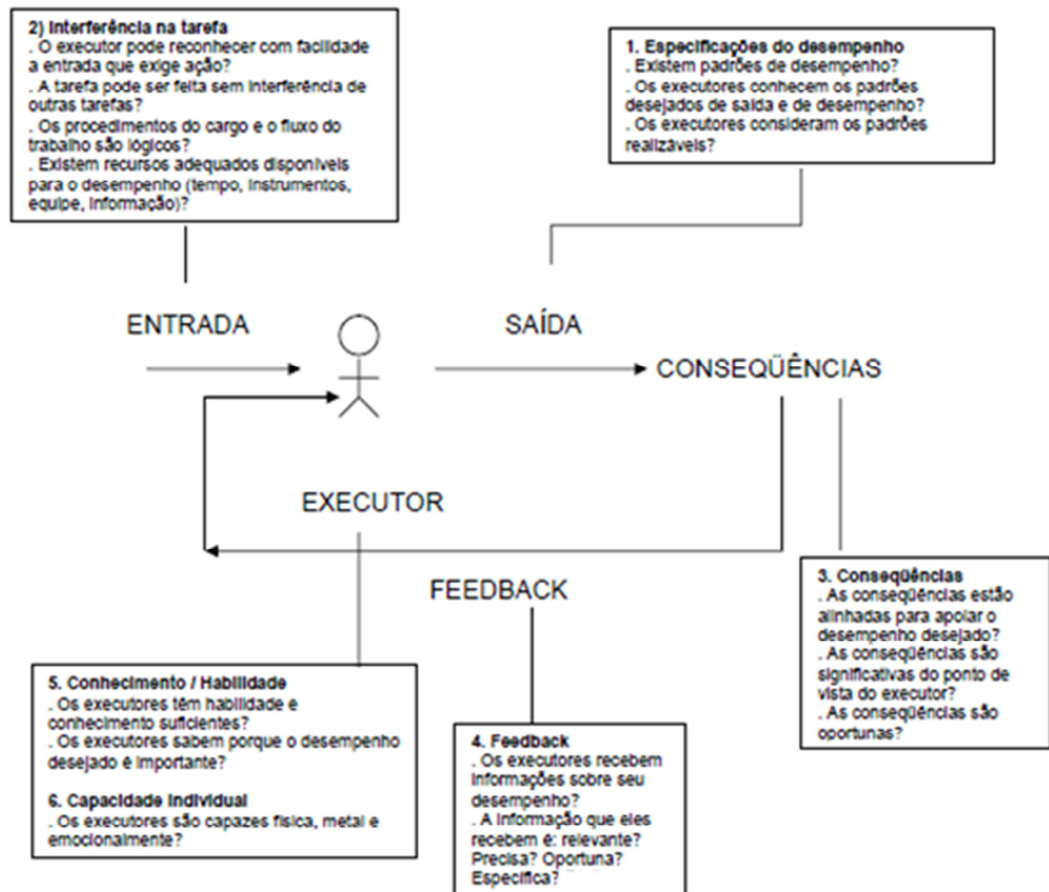 2) Interferência na tarefa
. O executor pode reconhecer com facilidade
a entrada que exige ação?
. A tarefa pode ser feita sem interferência de
outras tarefas?
. Os procedimentos do cargo e o fluxo do
trabalho são lógicos?
. Existem recursos adequados disponíveis
para o desempenho (tempo, instrumentos,
equipe, informação)?
1. Especificações do desempenho
. Existem padrões de desempenho?
. Os executores conhecem os padrões
desejados de saída e de desempenho?
. Os executores consideram os padrões
realizáveis?
ENTRADA
SAÍDA
CONSEQÜÊNCIAS
EXECUTOR
FEEDBACK
3. Conseqüências
. As conseqüências estão
alinhadas para apoiar o
desempenho desejado?
. As conseqüências são
significativas do ponto de
vista do executor?
. As conseqüências são
oportunas?
5. Conhecimento / Habilidade
. Os executores têm habilidade e
conhecimento suficientes?
. Os executores sabem porque o desempenho
desejado é importante?
6. Capacidade Individual
. Os executores são capazes física, metal e
emocionalmente?
4. Feedback
. Os executores recebem
informações sobre seu
desempenho?
. A informação que eles
recebem é: relevante?
Precisa? Oportuna?
Específica?